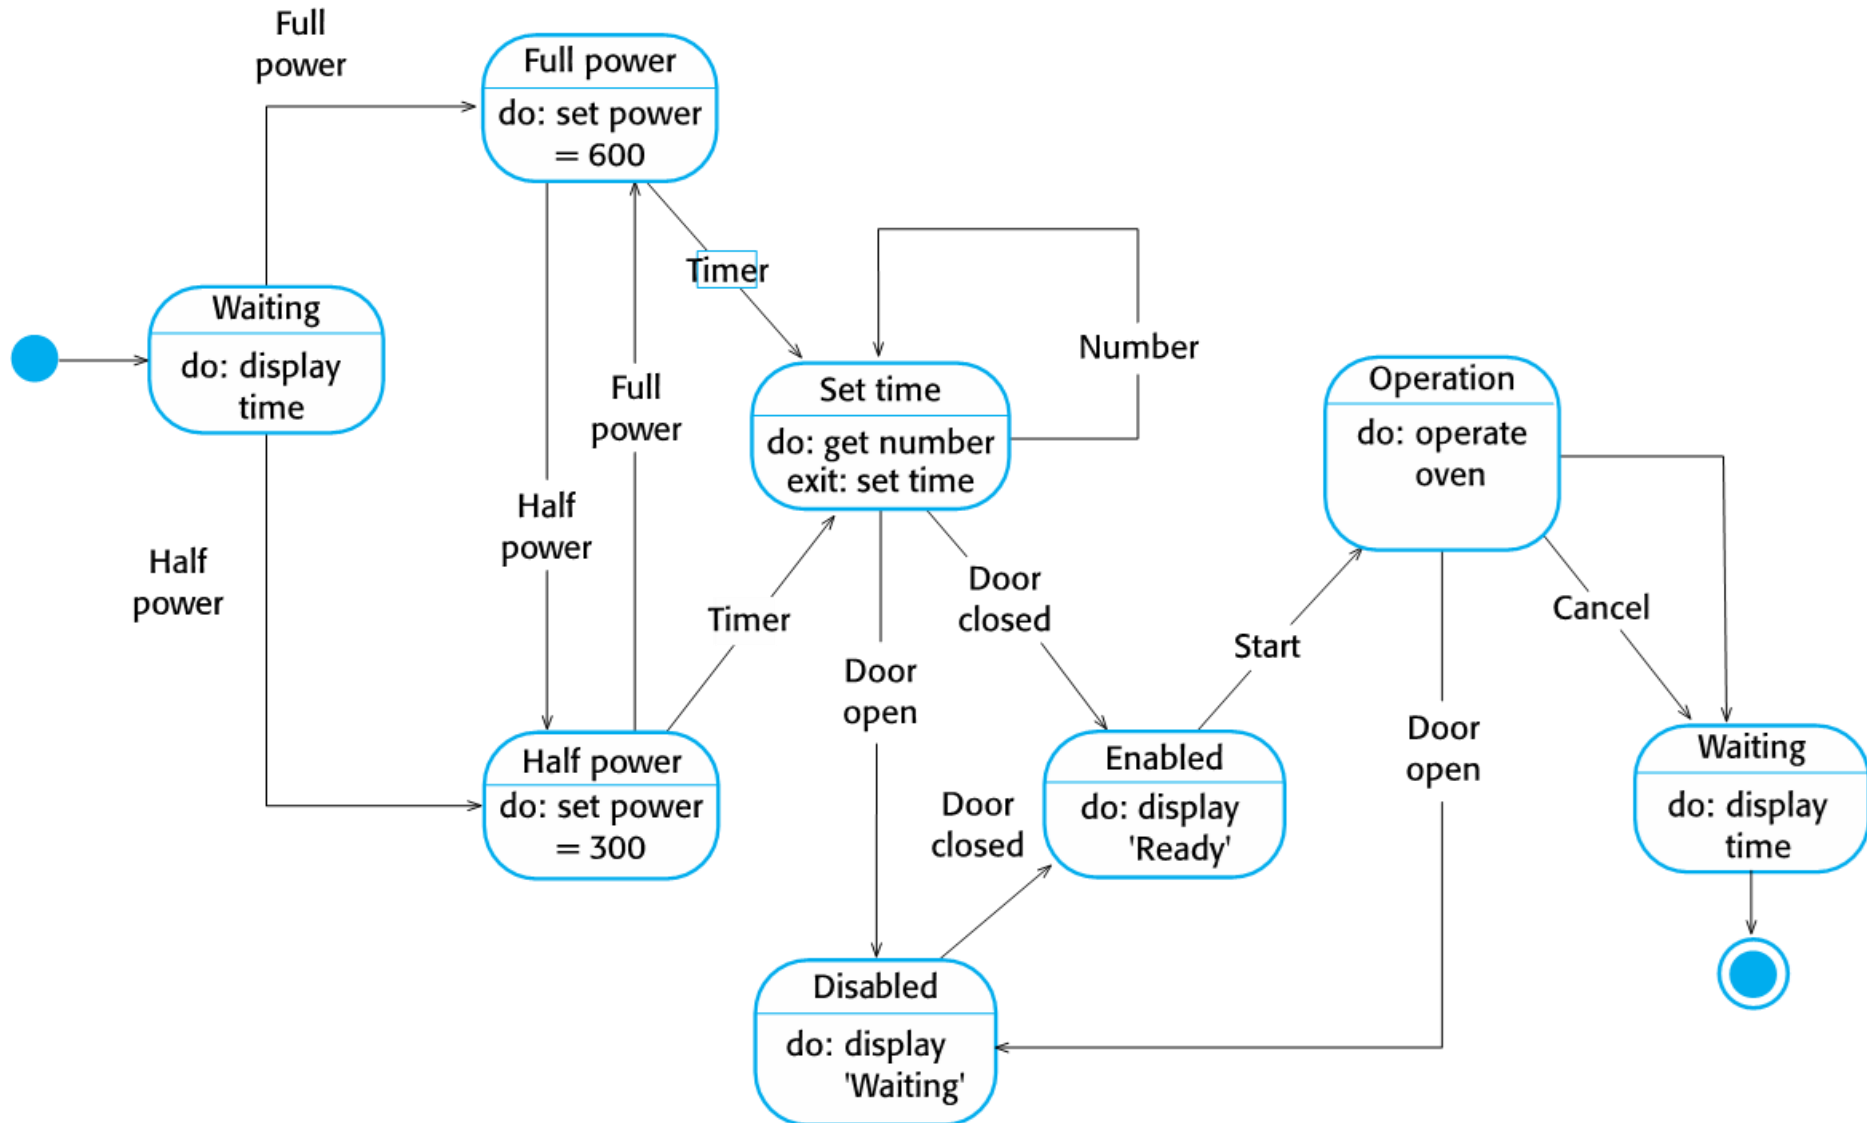 Full
power
Full power
do: set power
= 600
Timer
Waiting
do: display
time
Number
Full
power
Set time
do: get number
exit: set time
Operation
do: operate
oven
Half
power
Half
power
Timer
Door
closed
Start
Cancel
Door
open
Door
open
Half power
do: set power
= 300
Door
closed
Enabled
do: display
'Ready'
Waiting
do: display
time
Disabled
do: display
'Waiting'